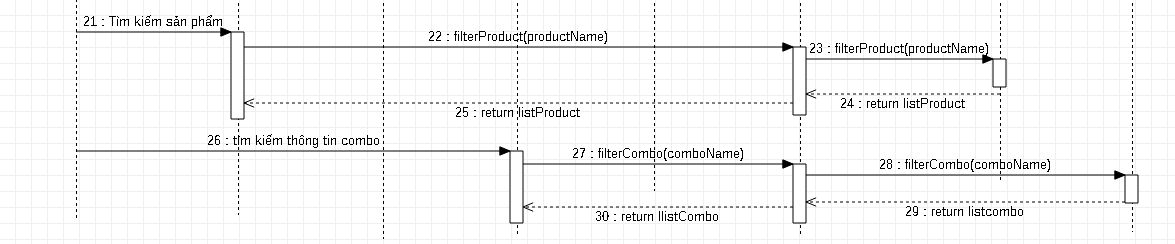 21 : Tìm kiếm sản phẩm
22 : filterProduct(productName)
23 : filterProduct(productName)
24 : return listProduct
25 : return listProduct
26 : tìm kiếm thông tin combo
27 : filterCombo(comboName)
28 : filterCombo(comboName)
29 : return listcombo
30 : return llistCombo